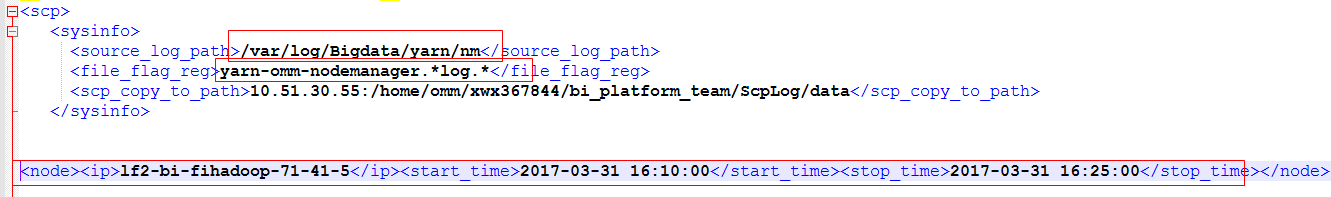 <scp>
<sysinfo>
<source_log_path>/var/log/Bigdata/yarn/nm</source_log_path>
<file_flag_reg>yarn-omm-nodemanager.*log.*</file_flag_reg>
<scp_copy_to_path>10.51.30.55:/home/omm/xwx367844/bi_platform_team/ScpLog/data</scp_copy_to_path>
</sysinfo>
<node><ip>lf2-bi-fihadoop-71-41-5</ip><start_time>2017-03-31 16:10:00</start_time><stop_time>2017-03-31 16:25:00</stop_time></node>